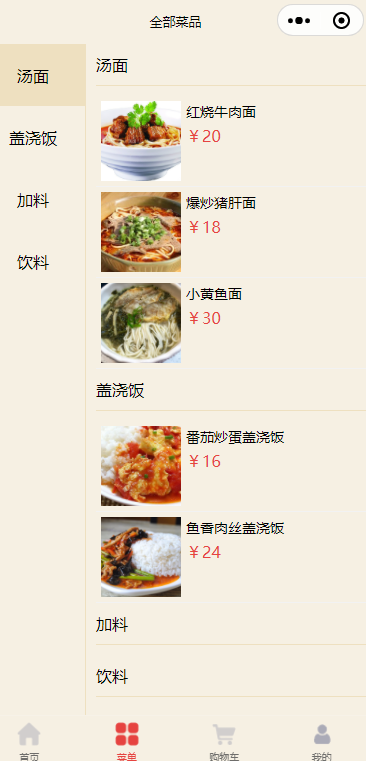 全部菜品
汤面
盖浇饭
加料
饮料
汤面
红烧牛肉面
￥20
爆炒猪肝面
￥18
小黄鱼面
￥30
盖浇饭
番茄炒蛋盖浇饭
￥16
鱼香肉丝盖浇饭
￥24
加料
饮料
首页
菜单
购物车
我的